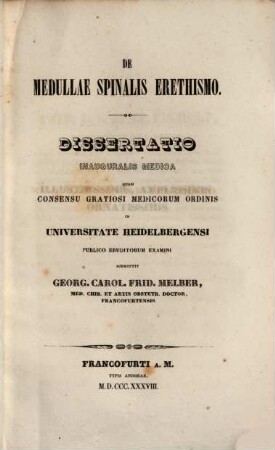 DE
MEDULLAE SPINALIS ERETHISMO.
DISSERTATIO
INAUGURALIS MEDICA
QUAM
CONSENSU GRATIOSI MEDICORUM ORDINIS
IN
UNIVERSITATE HEIDELBERGENSI
PUBLICO ERUDITORUM EXAMINI
SUBMITTIT
GEORG. CAROL. FRID. MELBER,
MED. CHIR. ET ARTIS OBSTETR. DOCTOR,
FRANCOFURTENSIS.
FRANCOFURTI A. M.
TYPIS ANDREAE.
M.D.CCC.XXXVIII.